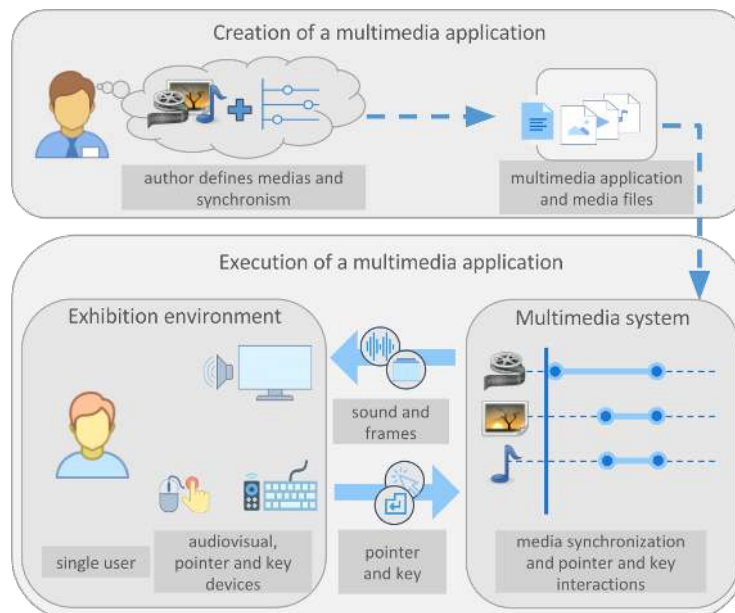 Creation of a multimedia application
author defines medias and
synchronism
multimedia application
and media files
Execution of a multimedia application
Exhibition environment
Multimedia system
sound and
frames
single user
audiovisual,
pointer and key
devices
pointer
and key
media synchronization
and pointer and key
interactions